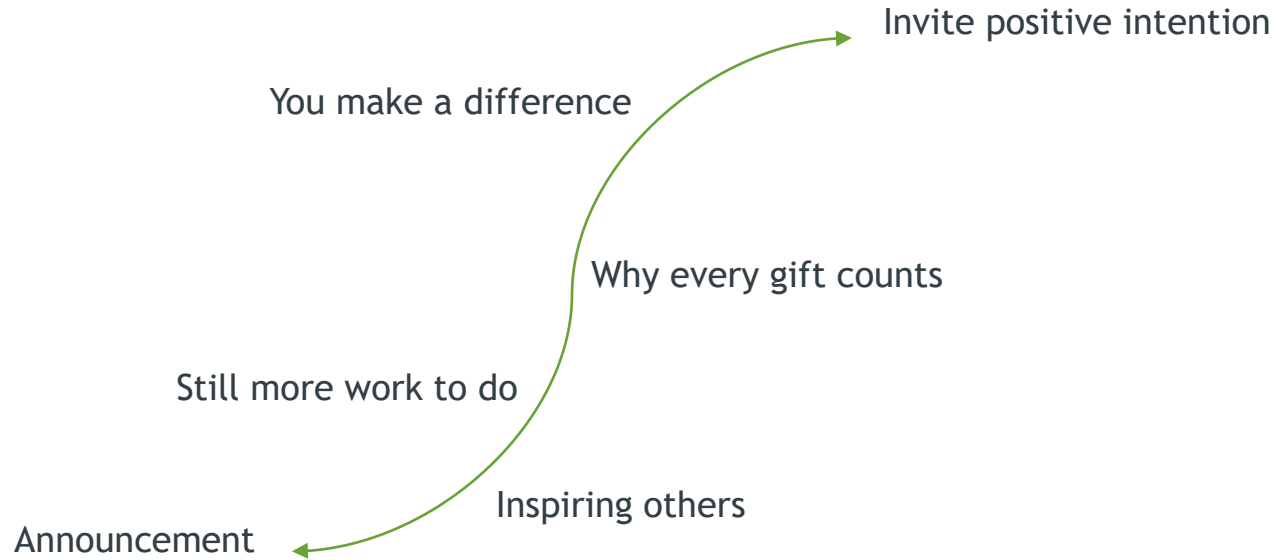 Invite positive intention
You make a difference
Why every gift counts
Still more work to do
Inspiring others
Announcement